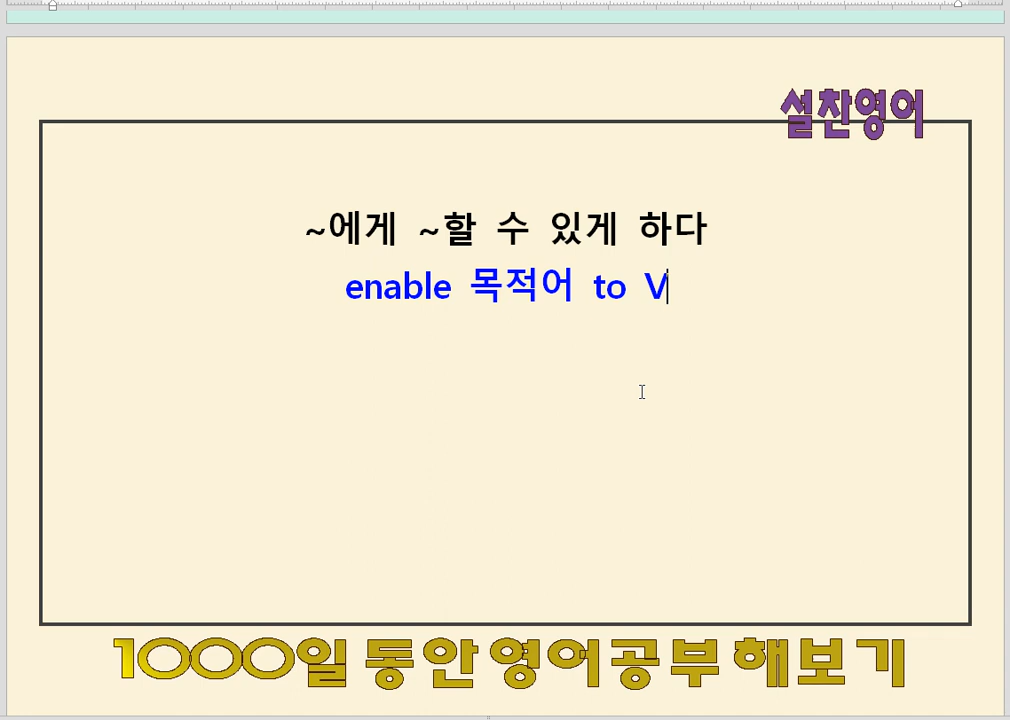 설찬영어
~에게 ~할 수 있게 하다
enable 목적어 to V
1000일 동안 영어공부 해보기